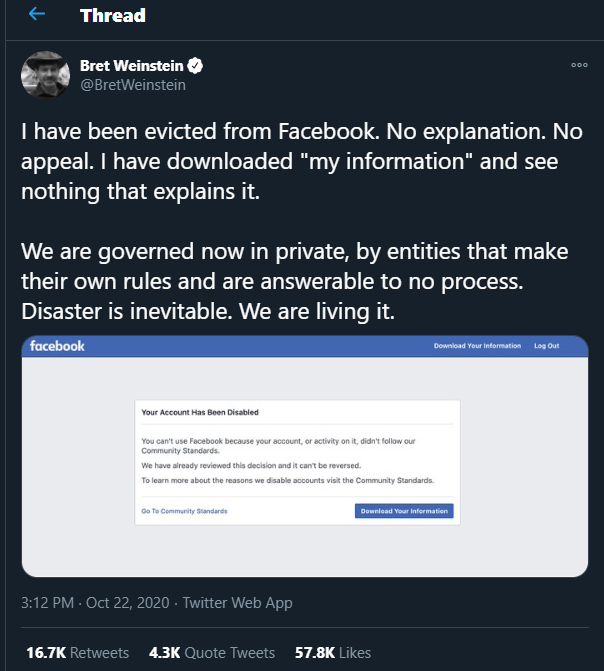 Thread
Bret Weinstein
@BretWeinstein
I have been evicted from Facebook. No explanation. No
appeal. I have downloaded "my information" and see
nothing that explains it.
We are governed now in private, by entities that make
their own rules and are answerable to no process.
Disaster is inevitable. We are living it.
facebook
Download Your Information Log Out
Your Account Has Been Disabled
You can't use Facebook because your account, or activity on it, didn't follow our
Community Standards.
We have already reviewed this decision and it can't be reversed.
To learn more about the reasons we disable accounts visit the Community Standards.
Go To Community Standards Download Your Information
3:12 PM · Oct 22, 2020 · Twitter Web App
16.7K Retweets 4.3K Quote Tweets 57.8K Likes